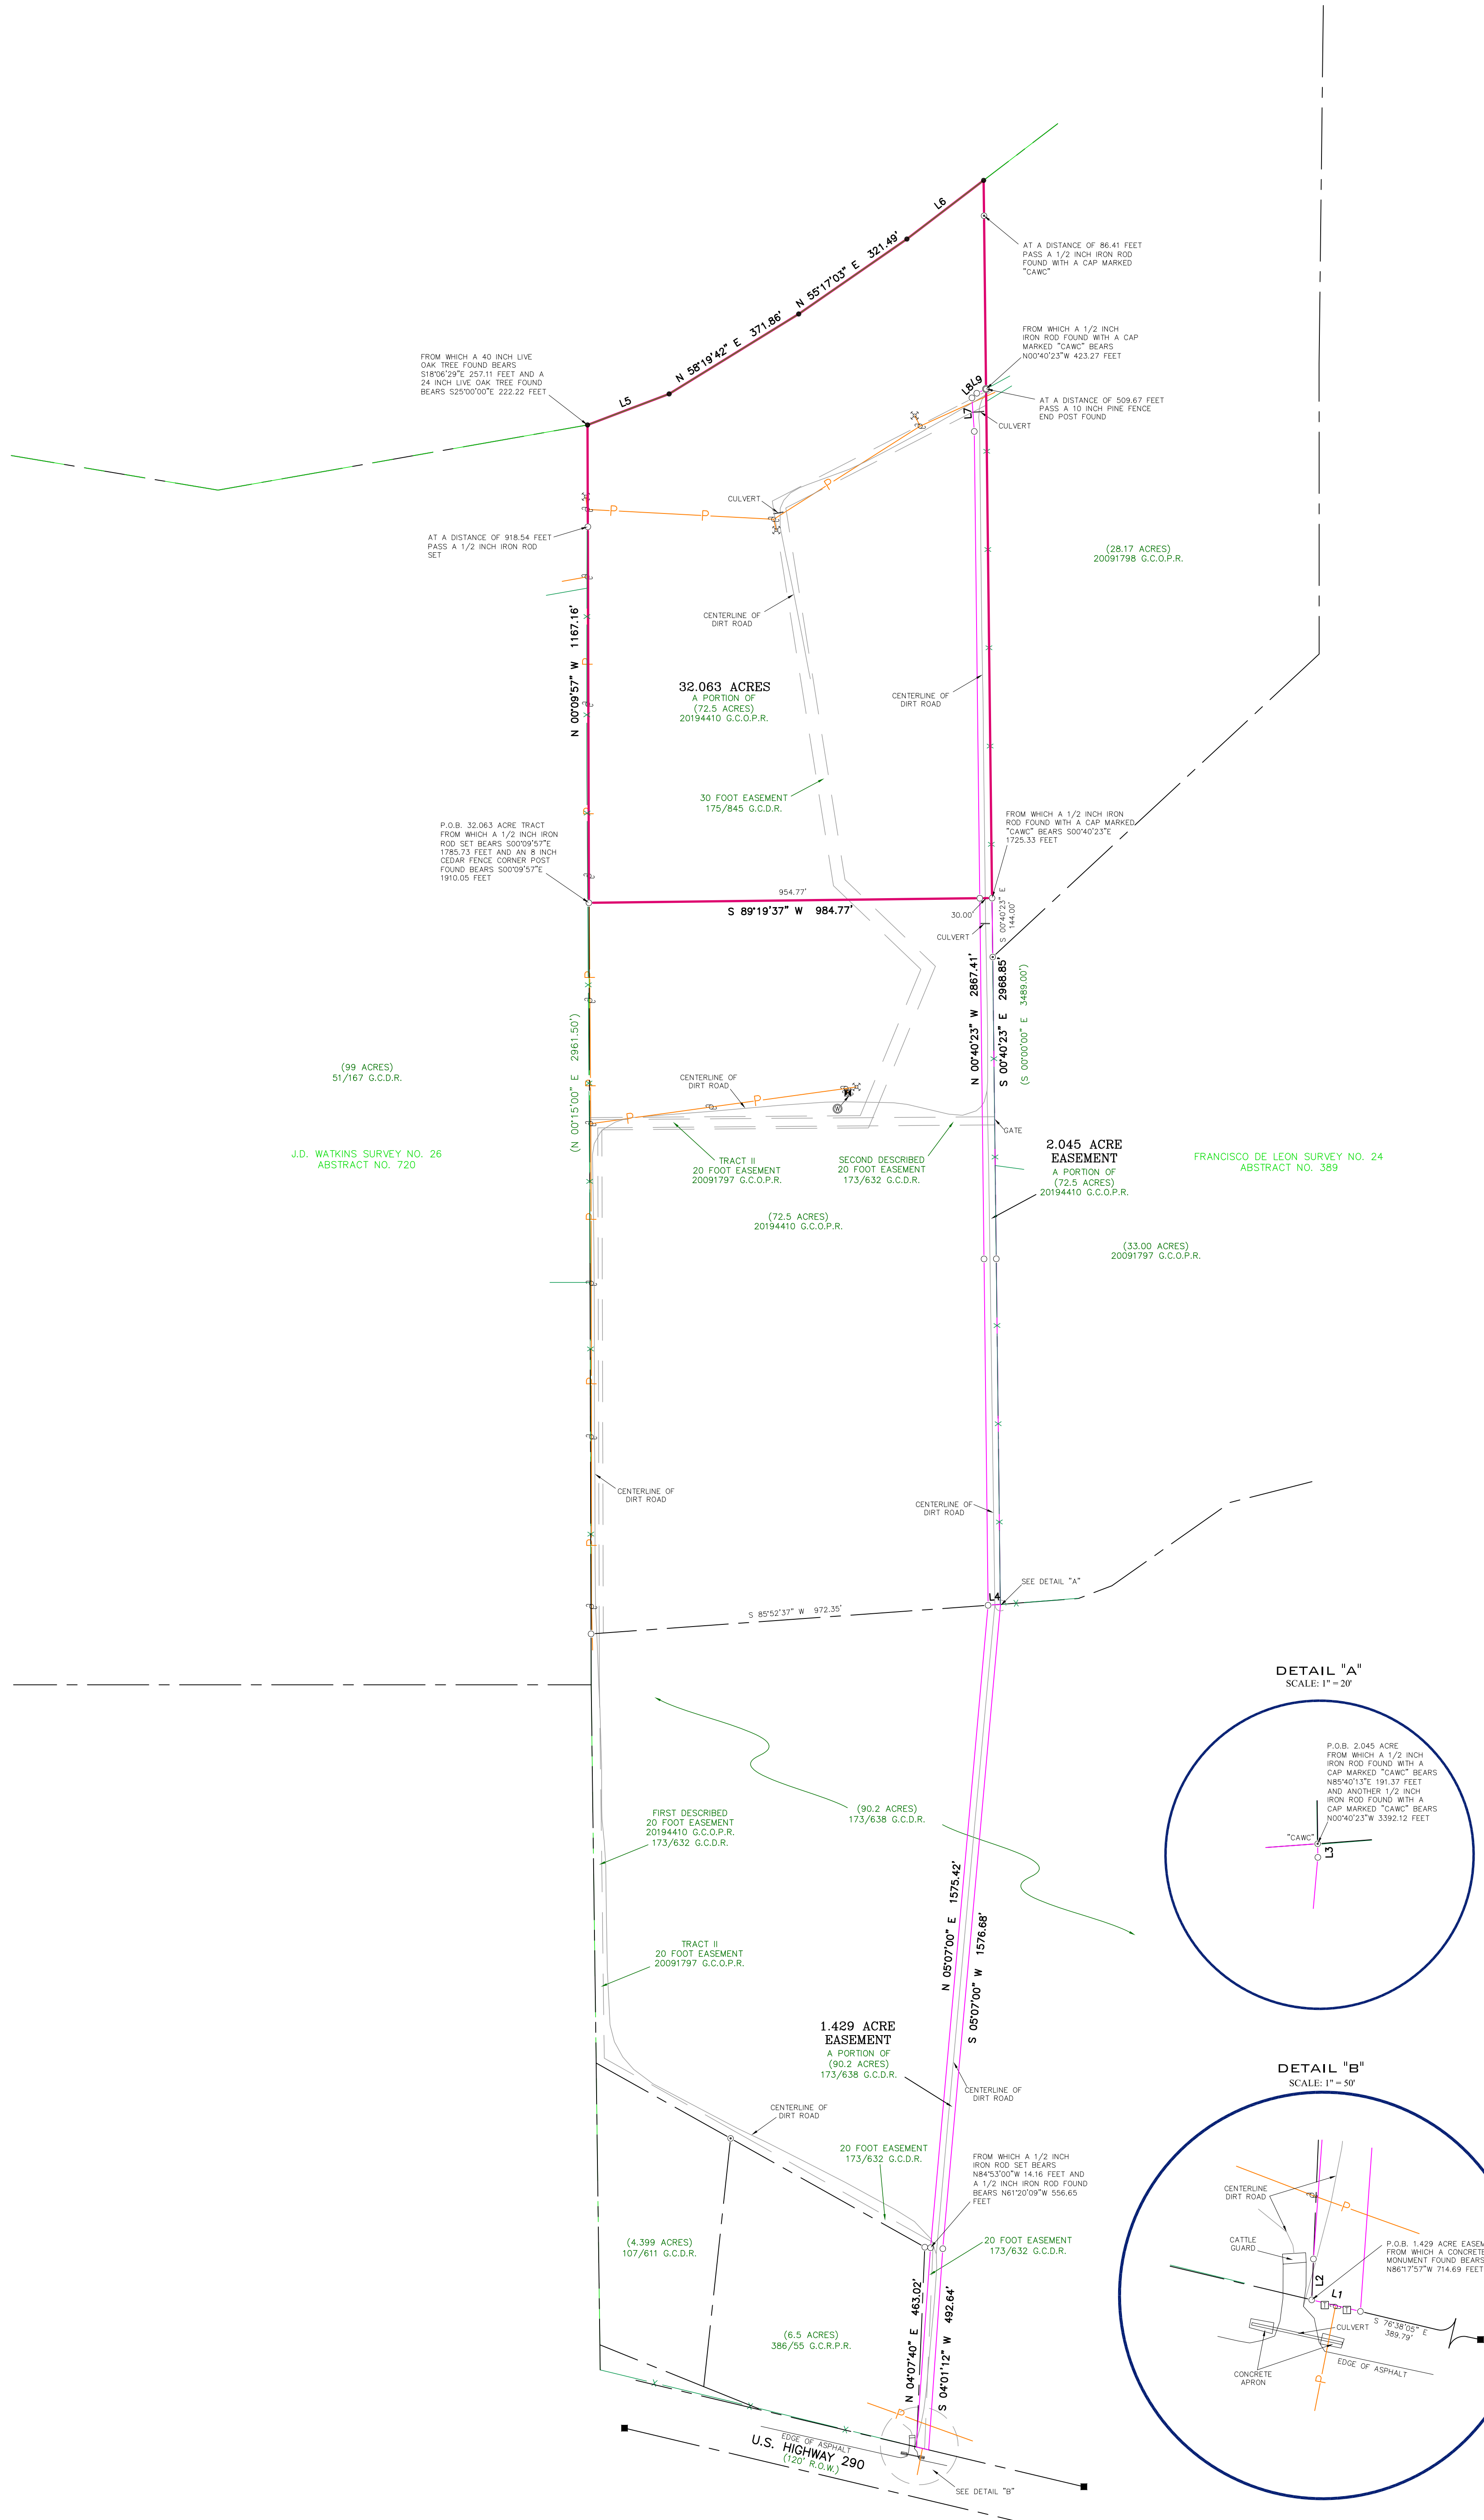 L6
AT A DISTANCE OF 86.41 FEET
PASS A 1/2 INCH IRON ROD
FOUND WITH A CAP MARKED
"CAWC"
N 55°17'03" E 321.49'
N 58°19'42" E 371.86'
L5
FROM WHICH A 40 INCH LIVE
OAK TREE FOUND BEARS
S18°06'29"E 257.11 FEET AND A
24 INCH LIVE OAK TREE FOUND
BEARS S25°00'00"E 222.22 FEET
FROM WHICH A 1/2 INCH
IRON ROD FOUND WITH A CAP
MARKED "CAWC" BEARS
N00°40'23"W 423.27 FEET
L8
L9
L7
AT A DISTANCE OF 509.67 FEET
PASS A 10 INCH PINE FENCE
END POST FOUND
CULVERT
CULVERT
P
P
P
AT A DISTANCE OF 918.54 FEET
PASS A 1/2 INCH IRON ROD
SET
(28.17 ACRES)
20091798 G.C.O.P.R.
CENTERLINE OF
DIRT ROAD
N 00°09'57" W 1167.16'
32.063 ACRES
A PORTION OF
(72.5 ACRES)
20194410 G.C.O.P.R.
CENTERLINE OF
DIRT ROAD
30 FOOT EASEMENT
175/845 G.C.D.R.
P.O.B. 32.063 ACRE TRACT
FROM WHICH A 1/2 INCH IRON
ROD SET BEARS S00°09'57"E
1785.73 FEET AND AN 8 INCH
CEDAR FENCE CORNER POST
FOUND BEARS S00°09'57"E
1910.05 FEET
FROM WHICH A 1/2 INCH IRON
ROD FOUND WITH A CAP MARKED
"CAWC" BEARS S00°40'23"E
1725.33 FEET
954.77'
S 89°19'37" W 984.77'
30.00'
S 00°40'23" E
144.00'
CULVERT
N 00°40'23" W 2867.41'
S 00°40'23" E 2968.85'
(S 00°00'00" E 3489.00')
(N 00°15'00" E 2961.50')
(99 ACRES)
51/167 G.C.D.R.
CENTERLINE OF
DIRT ROAD
P
P
W
GATE
J.D. WATKINS SURVEY NO. 26
ABSTRACT NO. 720
TRACT II
20 FOOT EASEMENT
20091797 G.C.O.P.R.
SECOND DESCRIBED
20 FOOT EASEMENT
173/632 G.C.D.R.
2.045 ACRE
EASEMENT
A PORTION OF
(72.5 ACRES)
20194410 G.C.O.P.R.
FRANCISCO DE LEON SURVEY NO. 24
ABSTRACT NO. 389
(72.5 ACRES)
20194410 G.C.O.P.R.
(33.00 ACRES)
20091797 G.C.O.P.R.
CENTERLINE OF
DIRT ROAD
CENTERLINE OF
DIRT ROAD
SEE DETAIL "A"
L4
S 85°52'37" W 972.35'
DETAIL "A"
SCALE: 1" = 20'
P.O.B. 2.045 ACRE
FROM WHICH A 1/2 INCH
IRON ROD FOUND WITH A
CAP MARKED "CAWC" BEARS
N85°40'13"E 191.37 FEET
AND ANOTHER 1/2 INCH
IRON ROD FOUND WITH A
CAP MARKED "CAWC" BEARS
N00°40'23"W 3392.12 FEET
"CAWC"
L3
(90.2 ACRES)
173/638 G.C.D.R.
FIRST DESCRIBED
20 FOOT EASEMENT
20194410 G.C.O.P.R.
173/632 G.C.D.R.
N 05°07'00" E 1575.42'
S 05°07'00" W 1576.68'
TRACT II
20 FOOT EASEMENT
20091797 G.C.O.P.R.
1.429 ACRE
EASEMENT
A PORTION OF
(90.2 ACRES)
173/638 G.C.D.R.
CENTERLINE OF
DIRT ROAD
CENTERLINE OF
DIRT ROAD
20 FOOT EASEMENT
173/632 G.C.D.R.
FROM WHICH A 1/2 INCH
IRON ROD SET BEARS
N84°53'00"W 14.16 FEET AND
A 1/2 INCH IRON ROD FOUND
BEARS N61°20'09"W 556.65
FEET
20 FOOT EASEMENT
173/632 G.C.D.R.
(4.399 ACRES)
107/611 G.C.D.R.
(6.5 ACRES)
386/55 G.C.R.P.R.
N 04°07'40" E 463.02'
S 04°01'12" W 492.64'
P
EDGE OF ASPHALT
U.S. HIGHWAY 290
(120' R.O.W.)
SEE DETAIL "B"
DETAIL "B"
SCALE: 1" = 50'
CENTERLINE
DIRT ROAD
P
CATTLE
GUARD
P.O.B. 1.429 ACRE EASEM
FROM WHICH A CONCRETE
MONUMENT FOUND BEARS
N86°17'57"W 714.69 FEET
L2
L1
S 76°38'05" E
389.79'
CULVERT
EDGE OF ASPHALT
CONCRETE
APRON
P